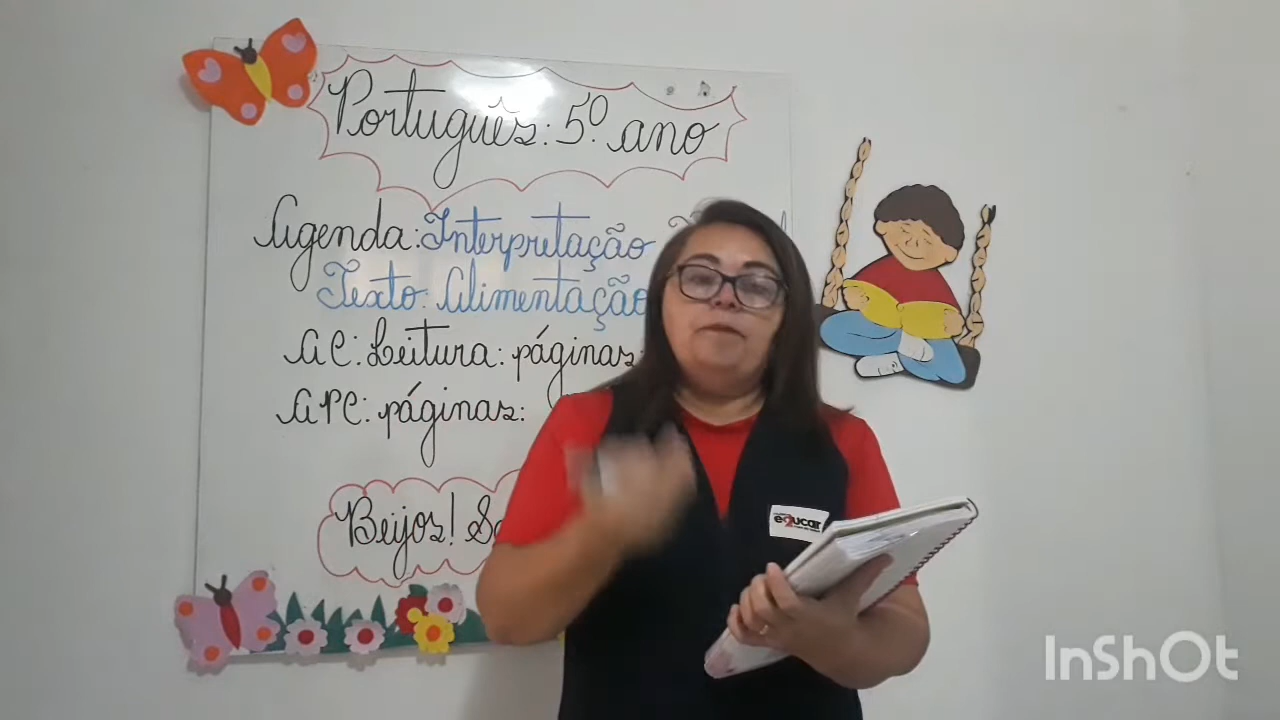 Português: 5º ano
Agenda: Interpretação
Texto: Alimentação
AC: Leitura: páginas:
APC: páginas:
Beijos!
educar
InShOt